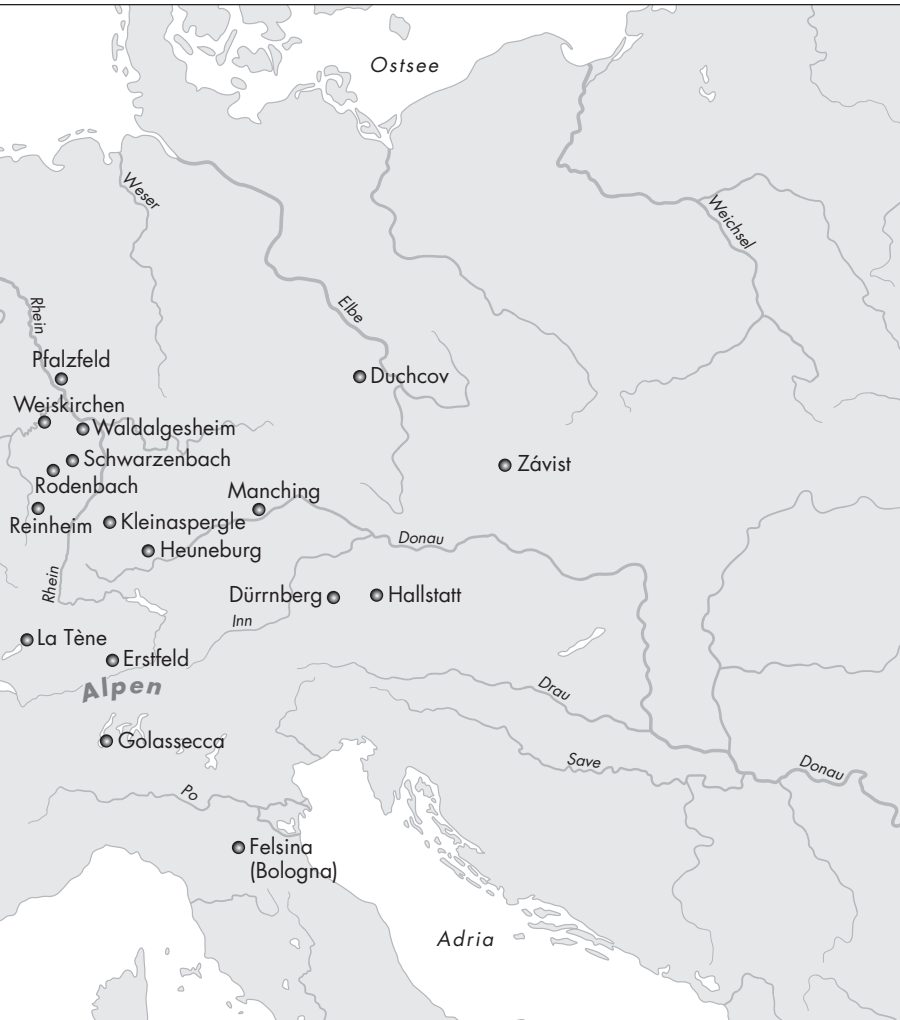 Ostsee
Weser
Weichsel
Rhein
Elbe
Pfalzfeld
Duchcov
Weiskirchen
Waldalgesheim
Schwarzenbach
Závist
Rodenbach
Manching
Reinheim
Kleinaspergle
Donau
Heuneburg
Rhein
Dürrnberg
Hallstatt
Inn
La Tène
Erstfeld
Alpen
Drau
Golassecca
Save
Donau
Po
Felsina
(Bologna)
Adria